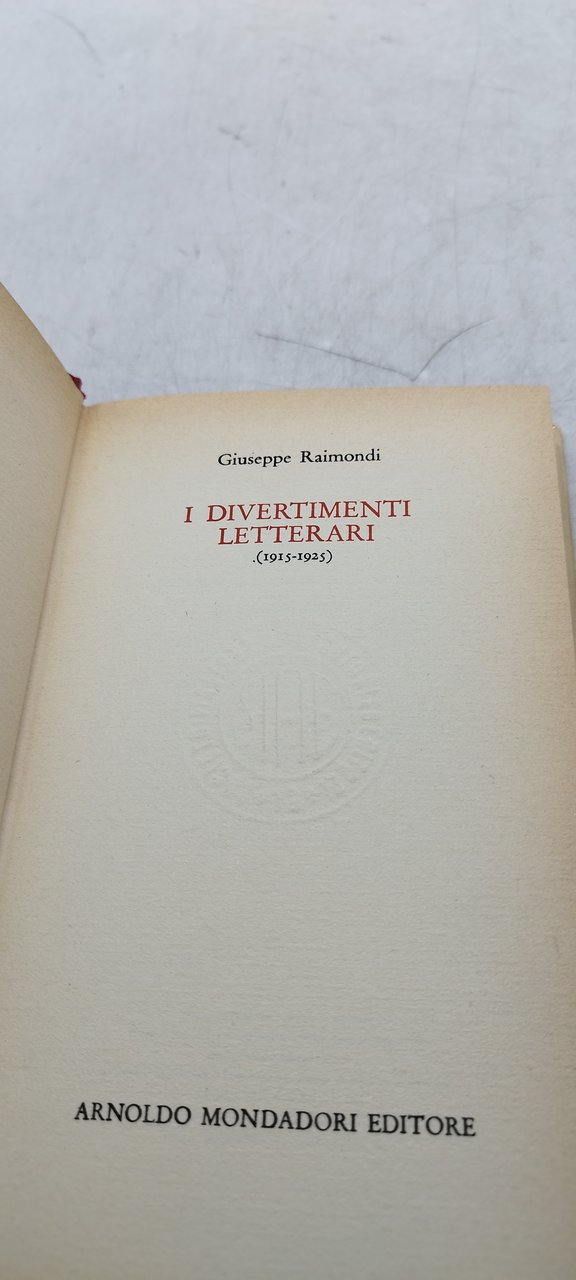 Giuseppe Raimondi
I DIVERTIMENTI
LETTERARI
.(1915-1925)
ARNOLDO MONDADORI EDITORE